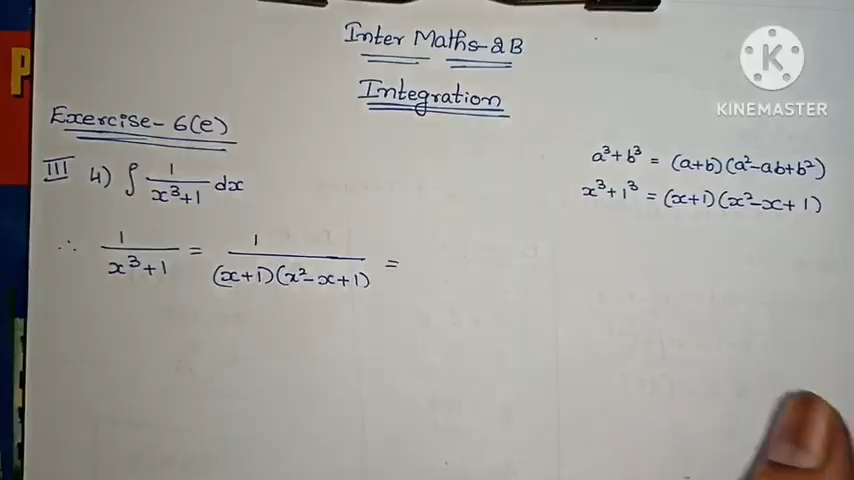 Inter Maths-2B
Integration
K
KINEMASTER
Exercise-6(e)
III 4) ∫ 1/(x³+1) dx
a³+b³ = (a+b)(a²-ab+b²)
x³+1³ = (x+1)(x²-x+1)
∴ 1/(x³+1) = 1/((x+1)(x²-x+1)) =
P